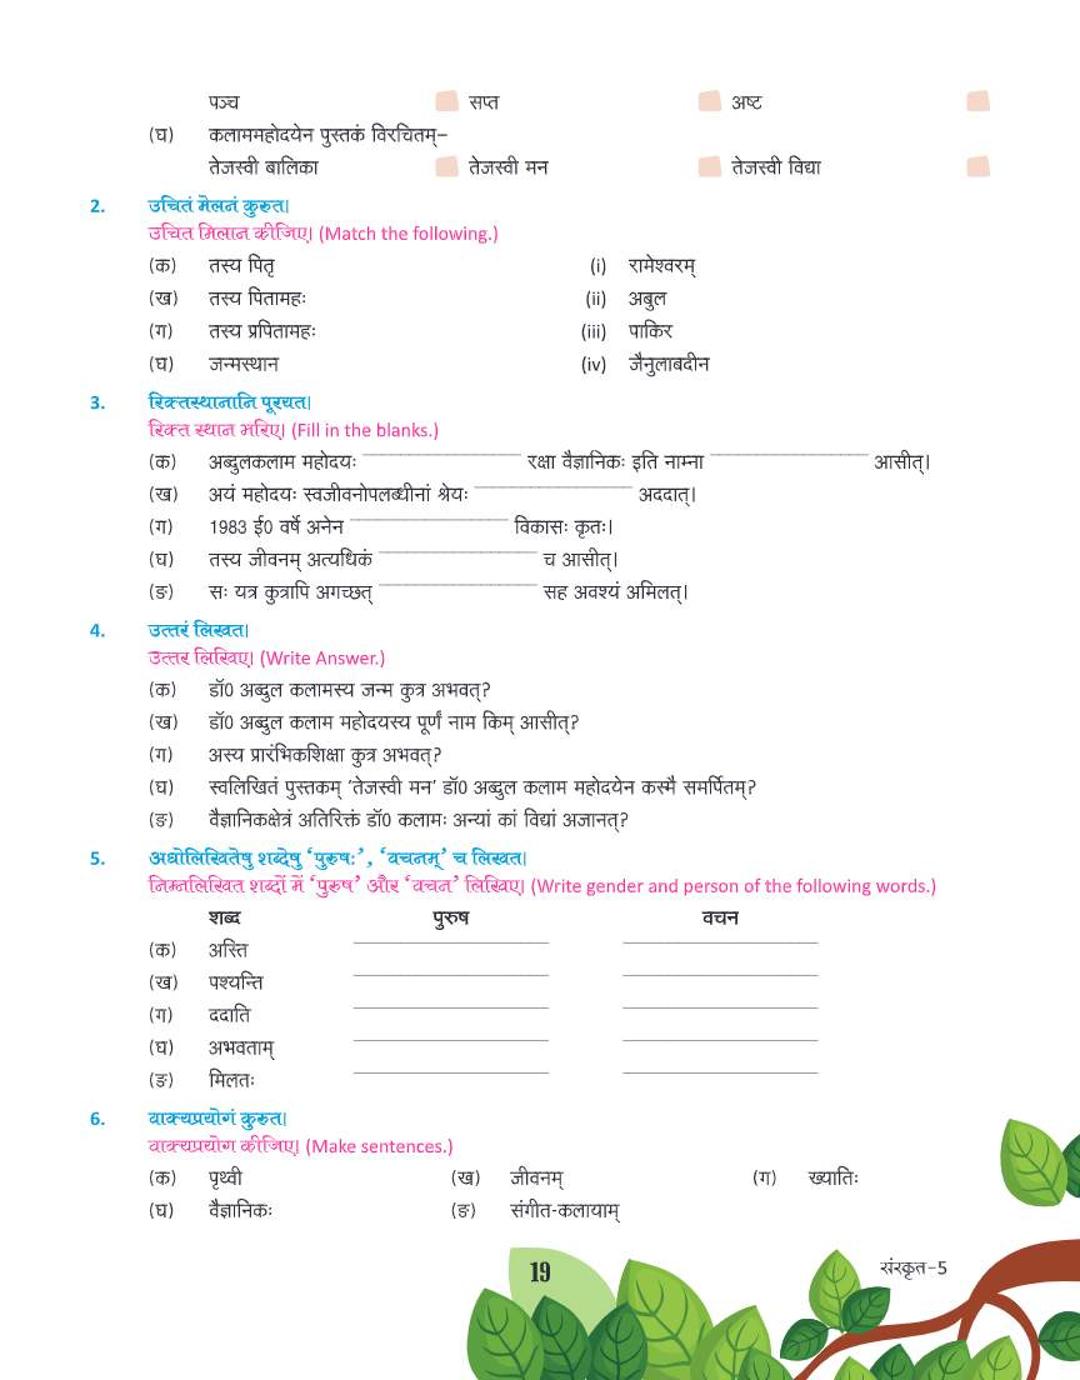 पञ्च सप्त अष्ट
(घ) कलाममहोदयेन पुस्तकं विरचितम्–
तेजस्वी बालिका तेजस्वी मन तेजस्वी विद्या
2. उचितं मेलनं कुरुत।
उचित मिलान कीजिए। (Match the following.)
(क) तस्य पितृ (i) रामेश्वरम्
(ख) तस्य पितामहः (ii) अबुल
(ग) तस्य प्रपितामहः (iii) पाकिर
(घ) जन्मस्थान (iv) जैनुलाबदीन
3. रिक्तस्थानानि पूरयत।
रिक्त स्थान भरिए। (Fill in the blanks.)
(क) अब्दुलकलाम महोदयः रक्षा वैज्ञानिकः इति नाम्ना आसीत्।
(ख) अयं महोदयः स्वजीवनोपलब्धीनां श्रेयः अददात्।
(ग) 1983 ई0 वर्षे अनेन विकासः कृतः।
(घ) तस्य जीवनम् अत्यधिकं च आसीत्।
(ङ) सः यत्र कुत्रापि अगच्छत् सह अवश्यं अमिलत्।
4. उत्तरं लिखत।
उत्तर लिखिए। (Write Answer.)
(क) डॉ0 अब्दुल कलामस्य जन्म कुत्र अभवत्?
(ख) डॉ0 अब्दुल कलाम महोदयस्य पूर्णं नाम किम् आसीत्?
(ग) अस्य प्रारंभिकशिक्षा कुत्र अभवत्?
(घ) स्वलिखितं पुस्तकम् ‘तेजस्वी मन’ डॉ0 अब्दुल कलाम महोदयेन कस्मै समर्पितम्?
(ङ) वैज्ञानिकक्षेत्रं अतिरिक्तं डॉ0 कलामः अन्यां कां विद्यां अजानत्?
5. अधोलिखितेषु शब्देषु ‘पुरुषः’, ‘वचनम्’ च लिखत।
निम्नलिखित शब्दों में ‘पुरुष’ और ‘वचन’ लिखिए। (Write gender and person of the following words.)
शब्द पुरुष वचन
(क) अस्ति
(ख) पश्यन्ति
(ग) ददाति
(घ) अभवताम्
(ङ) मिलतः
6. वाक्यप्रयोगं कुरुत।
वाक्यप्रयोग कीजिए। (Make sentences.)
(क) पृथ्वी (ख) जीवनम् (ग) ख्यातिः
(घ) वैज्ञानिकः (ङ) संगीत-कलायाम्
19 संस्कृत–5